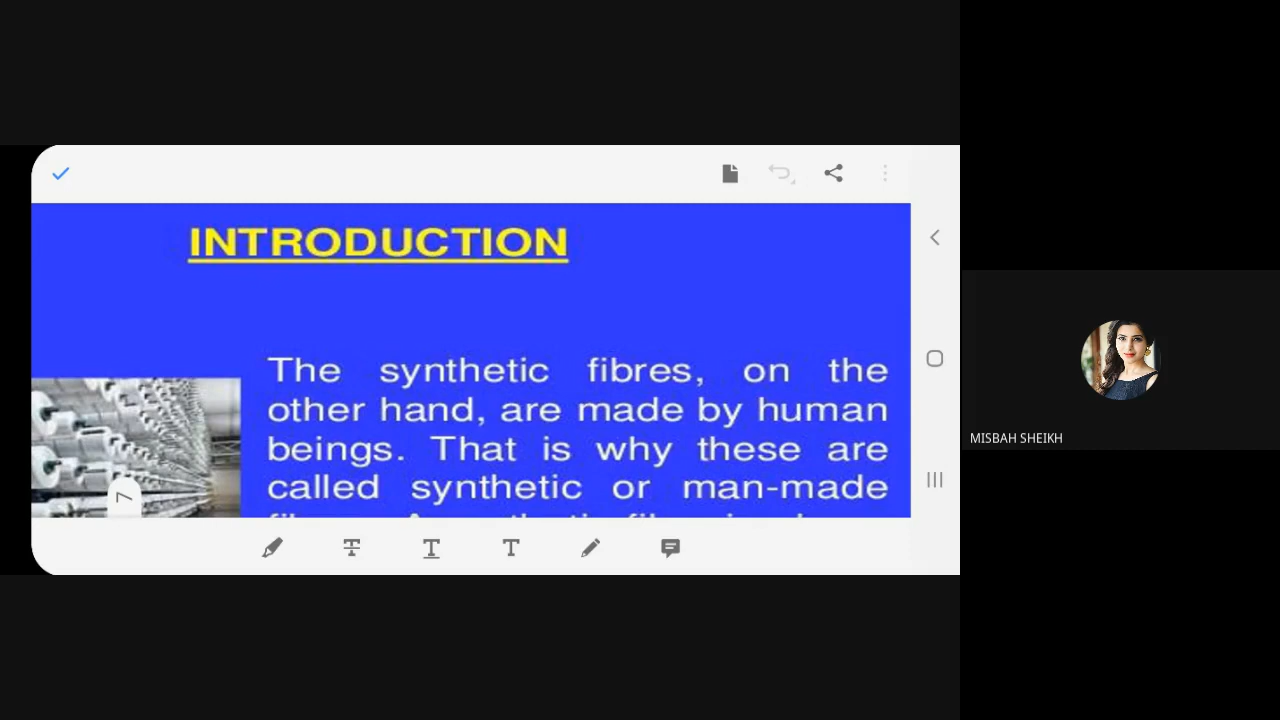 INTRODUCTION
The synthetic fibres, on the
other hand, are made by human
beings. That is why these are
called synthetic or man-made
MISBAH SHEIKH